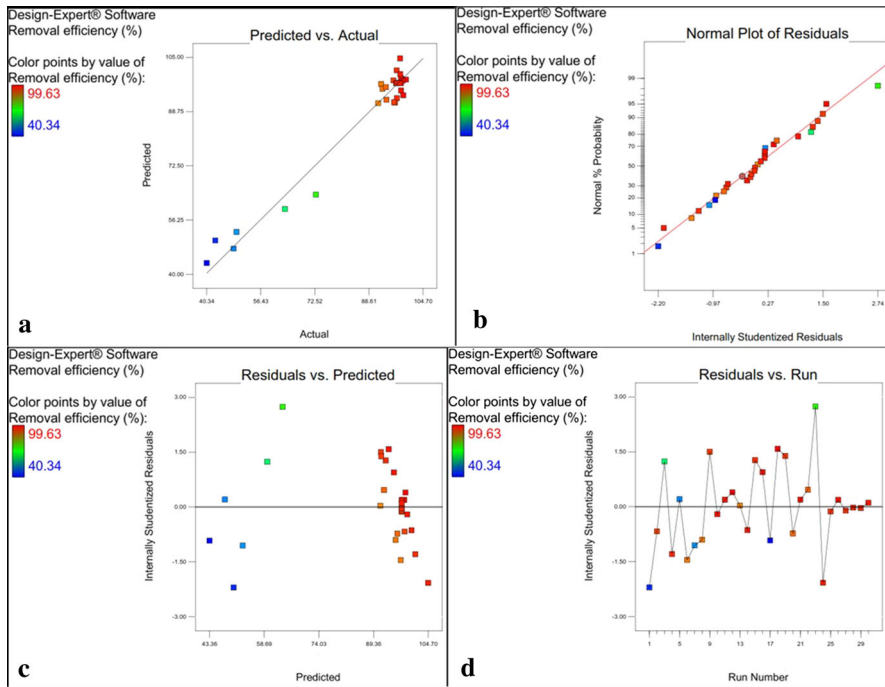 Design-Expert® Software
Removal efficiency (%)
Color points by value of
Removal efficiency (%):
99.63
40.34
Predicted vs. Actual
105.00
88.75
72.50
56.25
40.00
Predicted
40.34
56.43
72.52
88.61
104.70
Actual
a
Design-Expert® Software
Removal efficiency (%)
Color points by value of
Removal efficiency (%):
99.63
40.34
Normal Plot of Residuals
99
95
90
80
70
50
30
20
10
5
1
Normal % Probability
-2.20
-0.97
0.27
1.50
2.74
Internally Studentized Residuals
b
Design-Expert® Software
Removal efficiency (%)
Color points by value of
Removal efficiency (%):
99.63
40.34
Residuals vs. Predicted
3.00
1.50
0.00
-1.50
-3.00
Internally Studentized Residuals
43.36
58.69
74.03
89.36
104.70
Predicted
c
Design-Expert® Software
Removal efficiency (%)
Color points by value of
Removal efficiency (%):
99.63
40.34
Residuals vs. Run
3.00
1.50
0.00
-1.50
-3.00
Internally Studentized Residuals
1
5
9
13
17
21
25
29
Run Number
d